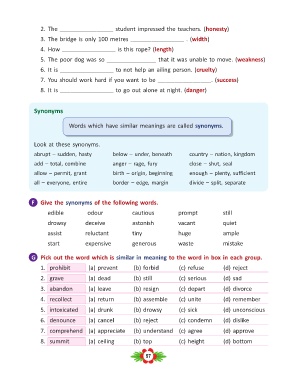 2. The ____________________ student impressed the teachers. (honesty)
3. The bridge is only 100 metres ____________________ . (width)
4. How ____________________ is this rope? (length)
5. The poor dog was so ____________________ that it was unable to move. (weakness)
6. It is ____________________ to not help an ailing person. (cruelty)
7. You should work hard if you want to be ____________________ . (success)
8. It is ____________________ to go out alone at night. (danger)
Synonyms
Words which have similar meanings are called synonyms.
Look at these synonyms.
abrupt – sudden, hasty below – under, beneath country – nation, kingdom
add – total, combine anger – rage, fury close – shut, seal
allow – permit, grant birth – origin, beginning enough – plenty, sufficient
all – everyone, entire border – edge, margin divide – split, separate
F Give the synonyms of the following words.
edible odour cautious prompt still
drowsy deceive astonish vacant quiet
assist reluctant tiny huge ample
start expensive generous waste mistake
G Pick out the word which is similar in meaning to the word in box in each group.
1. prohibit (a) prevent (b) forbid (c) refuse (d) reject
2. grave (a) dead (b) still (c) serious (d) sad
3. abandon (a) leave (b) resign (c) depart (d) divorce
4. recollect (a) return (b) assemble (c) unite (d) remember
5. intoxicated (a) drunk (b) drowsy (c) sick (d) unconscious
6. denounce (a) cancel (b) reject (c) condemn (d) dislike
7. comprehend (a) appreciate (b) understand (c) agree (d) approve
8. summit (a) ceiling (b) top (c) height (d) bottom
97